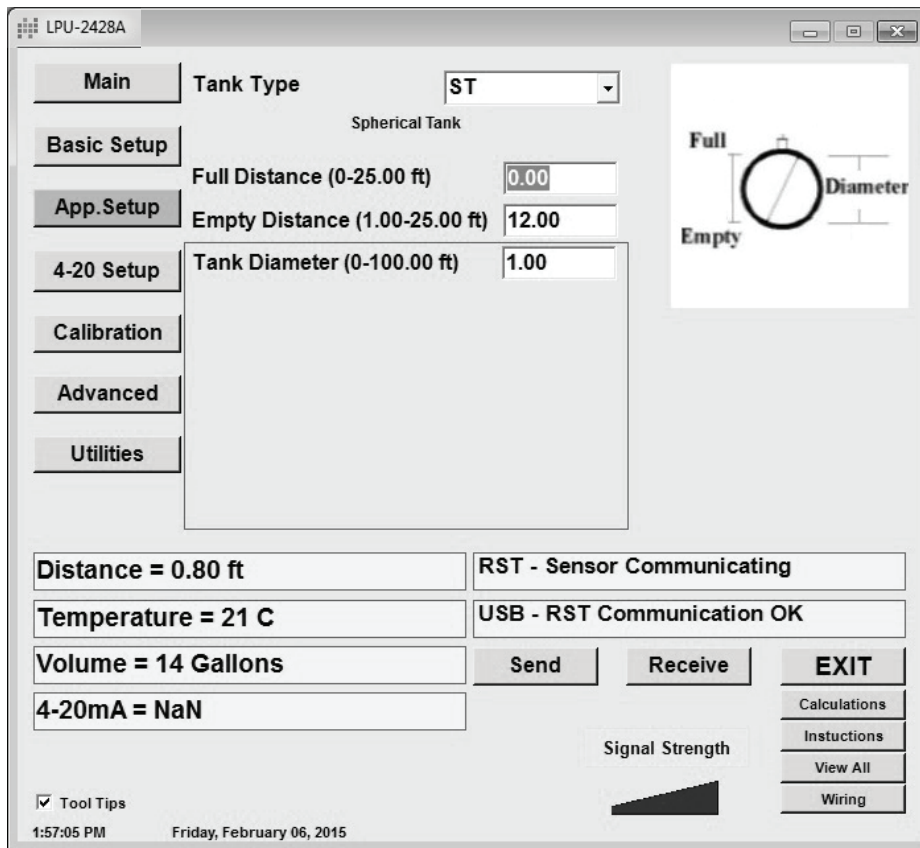 LPU-2428A
Main
Basic Setup
App.Setup
4-20 Setup
Calibration
Advanced
Utilities
Tank Type ST
Spherical Tank
Full Distance (0-25.00 ft) 0.00
Empty Distance (1.00-25.00 ft) 12.00
Tank Diameter (0-100.00 ft) 1.00
Full
Diameter
Empty
Distance = 0.80 ft
Temperature = 21 C
Volume = 14 Gallons
4-20mA = NaN
RST - Sensor Communicating
USB - RST Communication OK
Send Receive EXIT
Calculations
Instuctions
View All
Wiring
Signal Strength
Tool Tips
1:57:05 PM Friday, February 06, 2015